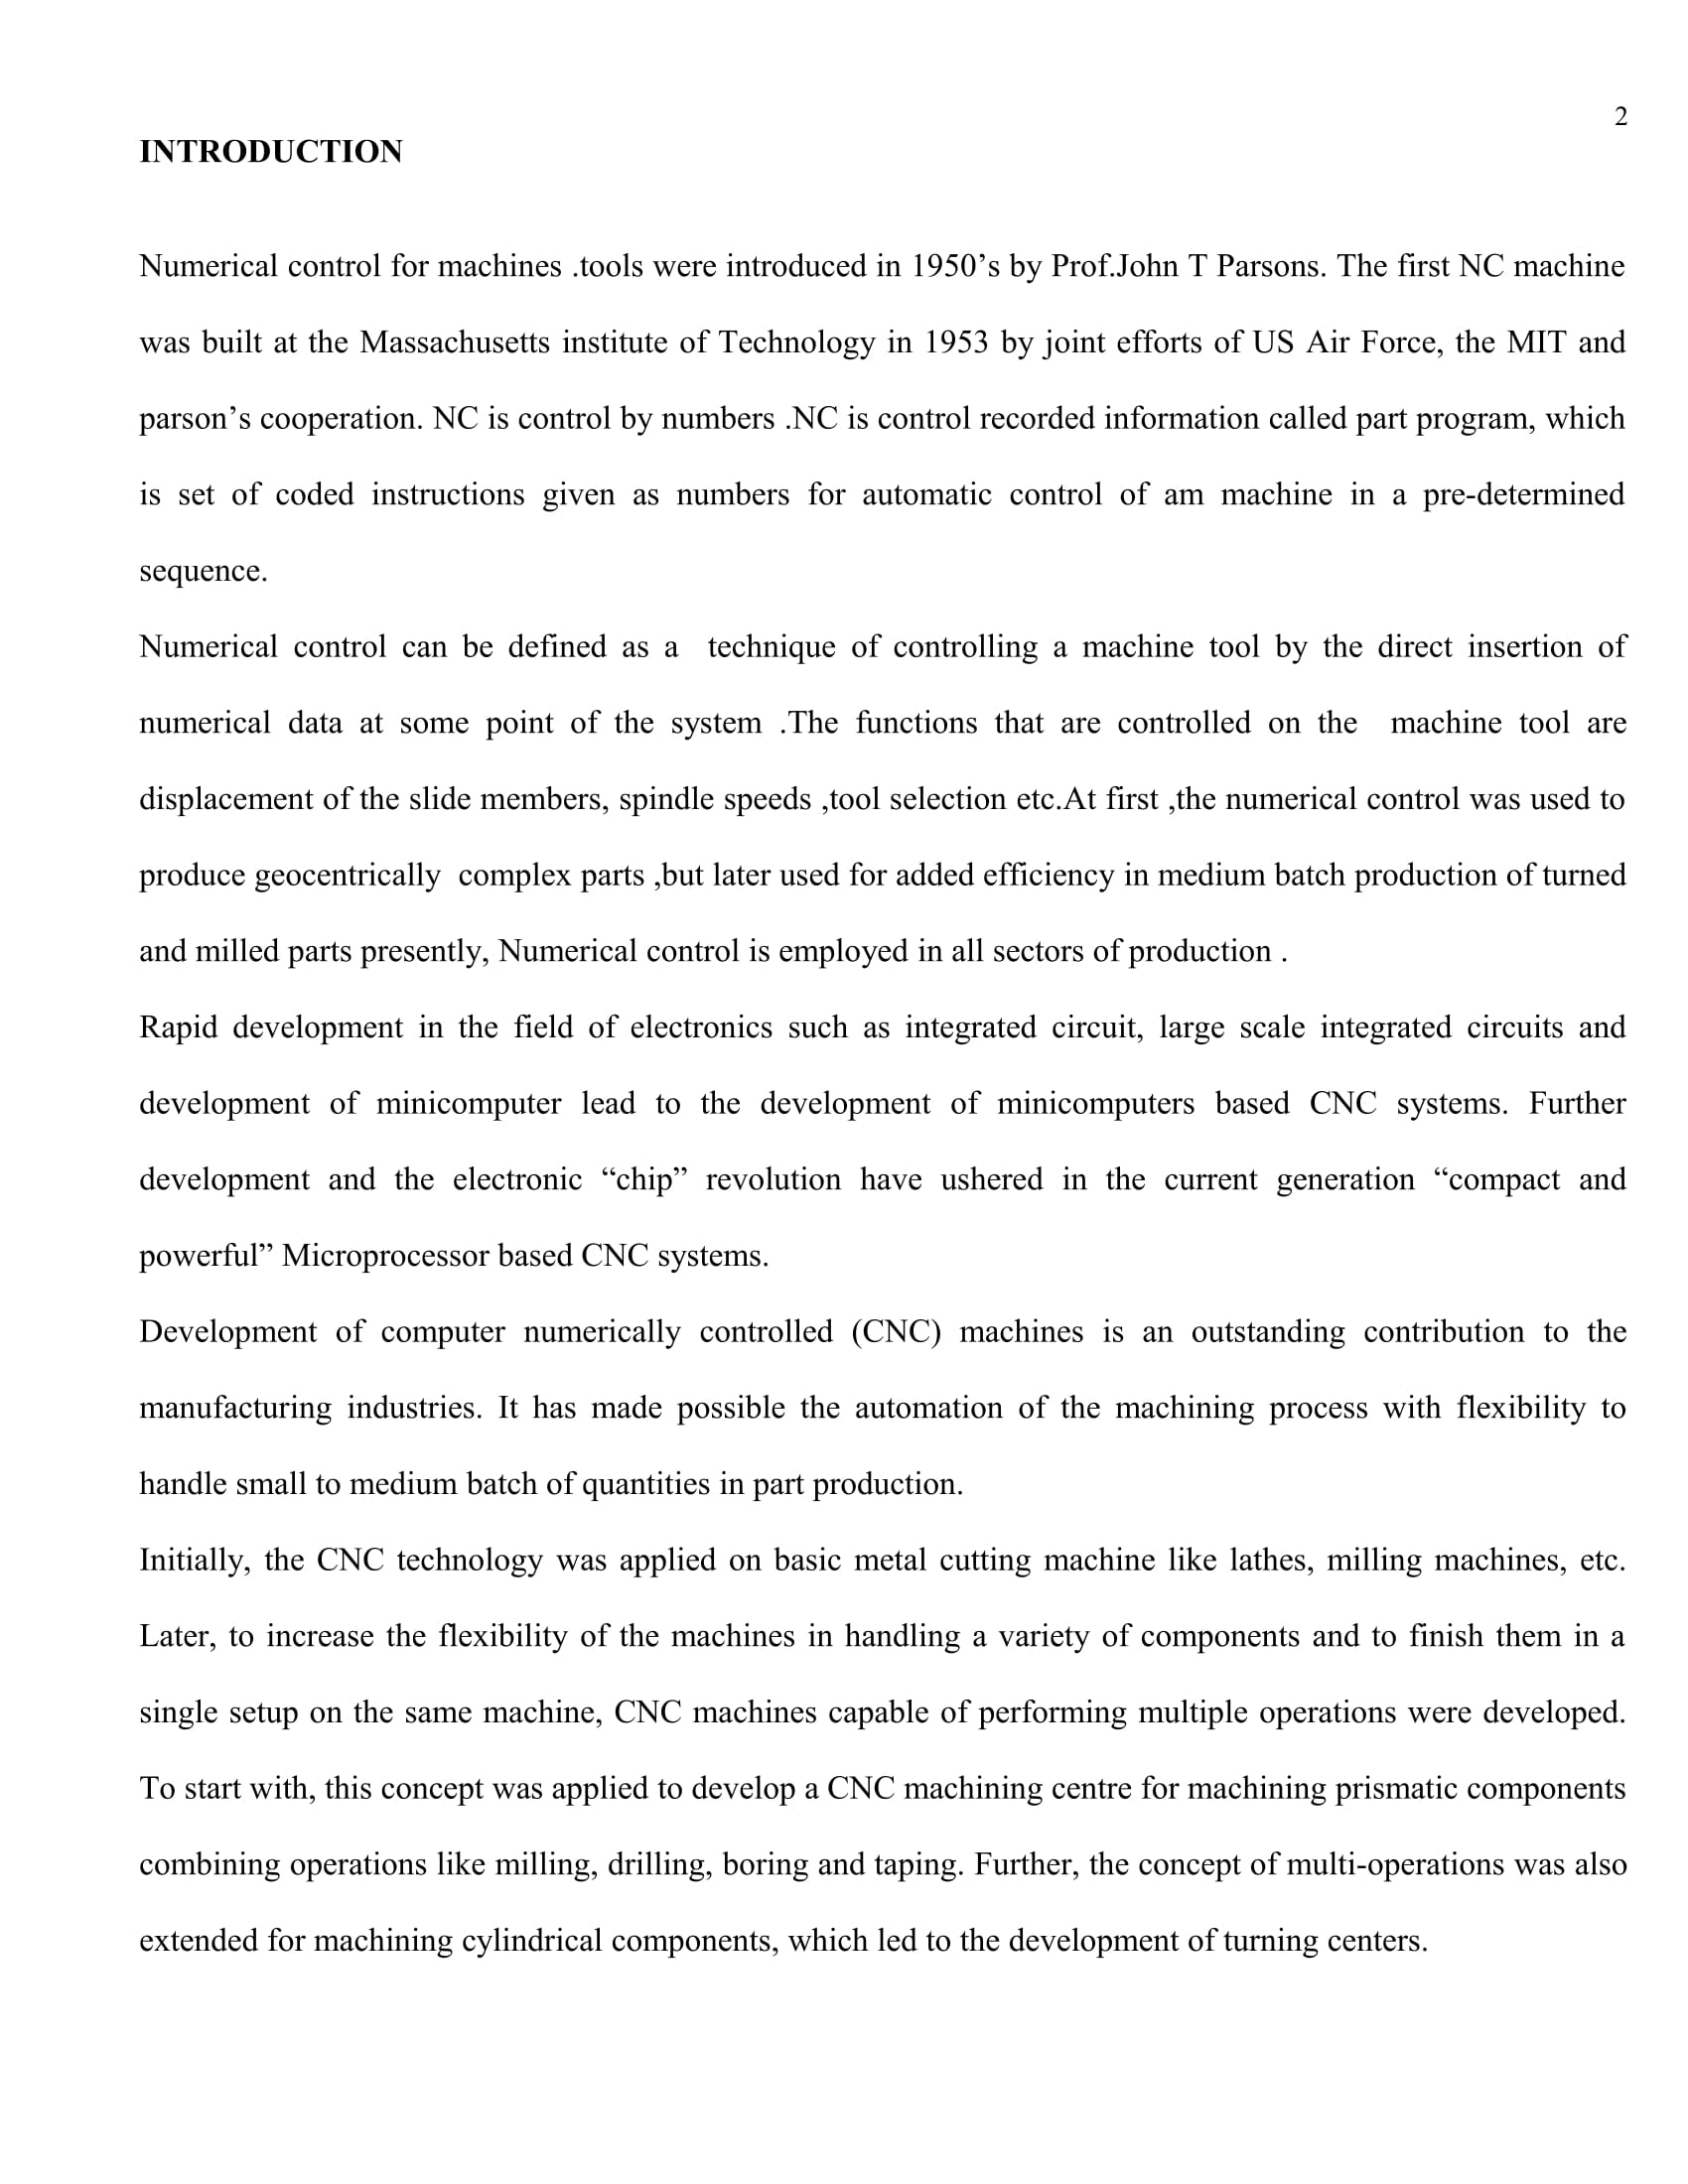 2
INTRODUCTION
Numerical control for machines .tools were introduced in 1950’s by Prof.John T Parsons. The first NC machine
was built at the Massachusetts institute of Technology in 1953 by joint efforts of US Air Force, the MIT and
parson’s cooperation. NC is control by numbers .NC is control recorded information called part program, which
is set of coded instructions given as numbers for automatic control of am machine in a pre-determined
sequence.
Numerical control can be defined as a  technique of controlling a machine tool by the direct insertion of
numerical data at some point of the system .The functions that are controlled on the  machine tool are
displacement of the slide members, spindle speeds ,tool selection etc.At first ,the numerical control was used to
produce geocentrically  complex parts ,but later used for added efficiency in medium batch production of turned
and milled parts presently, Numerical control is employed in all sectors of production .
Rapid development in the field of electronics such as integrated circuit, large scale integrated circuits and
development of minicomputer lead to the development of minicomputers based CNC systems. Further
development and the electronic “chip” revolution have ushered in the current generation “compact and
powerful” Microprocessor based CNC systems.
Development of computer numerically controlled (CNC) machines is an outstanding contribution to the
manufacturing industries. It has made possible the automation of the machining process with flexibility to
handle small to medium batch of quantities in part production.
Initially, the CNC technology was applied on basic metal cutting machine like lathes, milling machines, etc.
Later, to increase the flexibility of the machines in handling a variety of components and to finish them in a
single setup on the same machine, CNC machines capable of performing multiple operations were developed.
To start with, this concept was applied to develop a CNC machining centre for machining prismatic components
combining operations like milling, drilling, boring and taping. Further, the concept of multi-operations was also
extended for machining cylindrical components, which led to the development of turning centers.